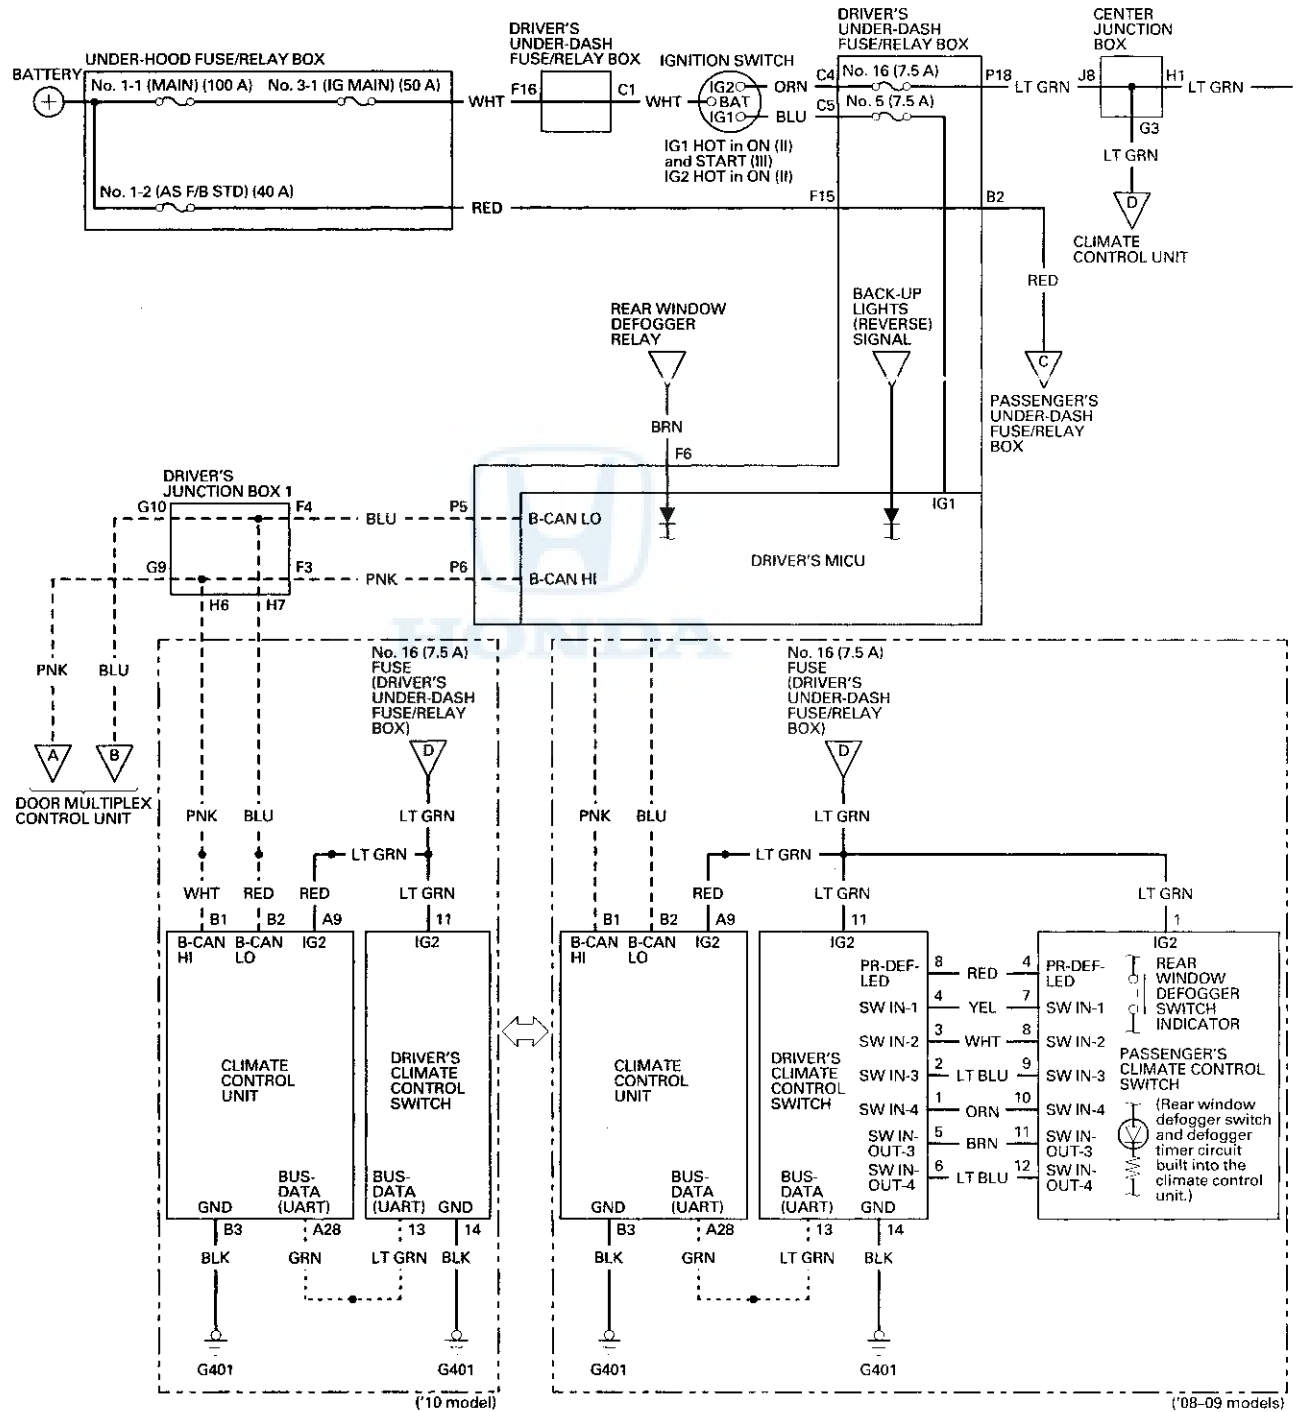 UNDER-HOOD FUSE/RELAY BOX
BATTERY
No. 1-1 (MAIN) (100 A)
No. 3-1 (IG MAIN) (50 A)
No. 1-2 (AS F/B STD) (40 A)
WHT
RED
F16
DRIVER'S
UNDER-DASH
FUSE/RELAY BOX
C1
WHT
IGNITION SWITCH
IG2
BAT
IG1
ORN
BLU
IG1 HOT in ON (II)
and START (III)
IG2 HOT in ON (II)
C4
C5
DRIVER'S
UNDER-DASH
FUSE/RELAY BOX
No. 16 (7.5 A)
No. 5 (7.5 A)
P18
F15
B2
LT GRN
J8
CENTER
JUNCTION
BOX
H1
LT GRN
G3
LT GRN
D
CLIMATE
CONTROL UNIT
RED
C
PASSENGER'S
UNDER-DASH
FUSE/RELAY
BOX
REAR WINDOW
DEFOGGER
RELAY
BRN
F6
BACK-UP
LIGHTS
(REVERSE)
SIGNAL
IG1
DRIVER'S
JUNCTION BOX 1
G10
F4
BLU
P5
B-CAN LO
DRIVER'S MICU
G9
F3
PNK
P6
B-CAN HI
H6
H7
HONDA
PNK
BLU
A
B
DOOR MULTIPLEX
CONTROL UNIT
No. 16 (7.5 A)
FUSE
(DRIVER'S
UNDER-DASH
FUSE/RELAY
BOX)
D
PNK
BLU
LT GRN
LT GRN
WHT
RED
RED
LT GRN
B1
B2
A9
11
B-CAN
HI
B-CAN
LO
IG2
IG2
CLIMATE
CONTROL
UNIT
DRIVER'S
CLIMATE
CONTROL
SWITCH
GND
BUS-
DATA
(UART)
BUS-
DATA
(UART)
GND
B3
A28
13
14
BLK
GRN
LT GRN
BLK
G401
G401
('10 model)
No. 16 (7.5 A)
FUSE
(DRIVER'S
UNDER-DASH
FUSE/RELAY
BOX)
D
PNK
BLU
LT GRN
LT GRN
RED
LT GRN
LT GRN
B1
B2
A9
11
1
B-CAN
HI
B-CAN
LO
IG2
IG2
IG2
CLIMATE
CONTROL
UNIT
DRIVER'S
CLIMATE
CONTROL
SWITCH
PR-DEF-
LED
8
RED
4
PR-DEF-
LED
SW IN-1
4
YEL
7
SW IN-1
SW IN-2
3
WHT
8
SW IN-2
SW IN-3
2
LT BLU
9
SW IN-3
SW IN-4
1
ORN
10
SW IN-4
SW IN-
OUT-3
5
BRN
11
SW IN-
OUT-3
SW IN-
OUT-4
6
LT BLU
12
SW IN-
OUT-4
REAR
WINDOW
DEFOGGER
SWITCH
INDICATOR
PASSENGER'S
CLIMATE CONTROL
SWITCH
(Rear window
defogger switch
and defogger
timer circuit
built into the
climate control
unit.)
GND
BUS-
DATA
(UART)
BUS-
DATA
(UART)
GND
B3
A28
13
14
BLK
GRN
LT GRN
BLK
G401
G401
('08-09 models)